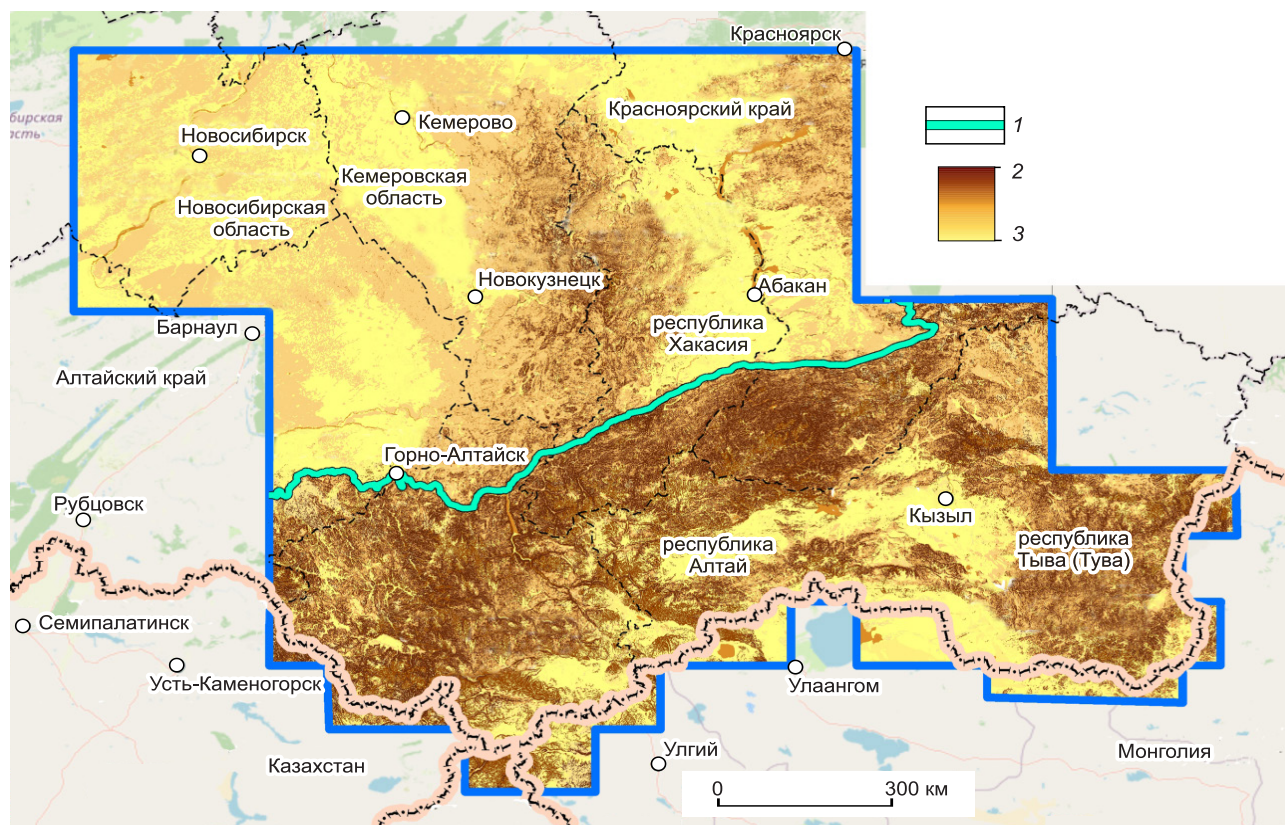 Красноярск
Красноярский край
1
Кемерово
ибирская
сть
Новосибирск
2
Кемеровская
область
Новосибирская
область
3
Новокузнецк
Абакан
Барнаул
республика
Хакасия
Алтайский край
Горно-Алтайск
Рубцовск
Кызыл
республика
Алтай
республика
Тыва (Тува)
Семипалатинск
Усть-Каменогорск
Улаангом
Улгий
Монголия
Казахстан
0
300 км